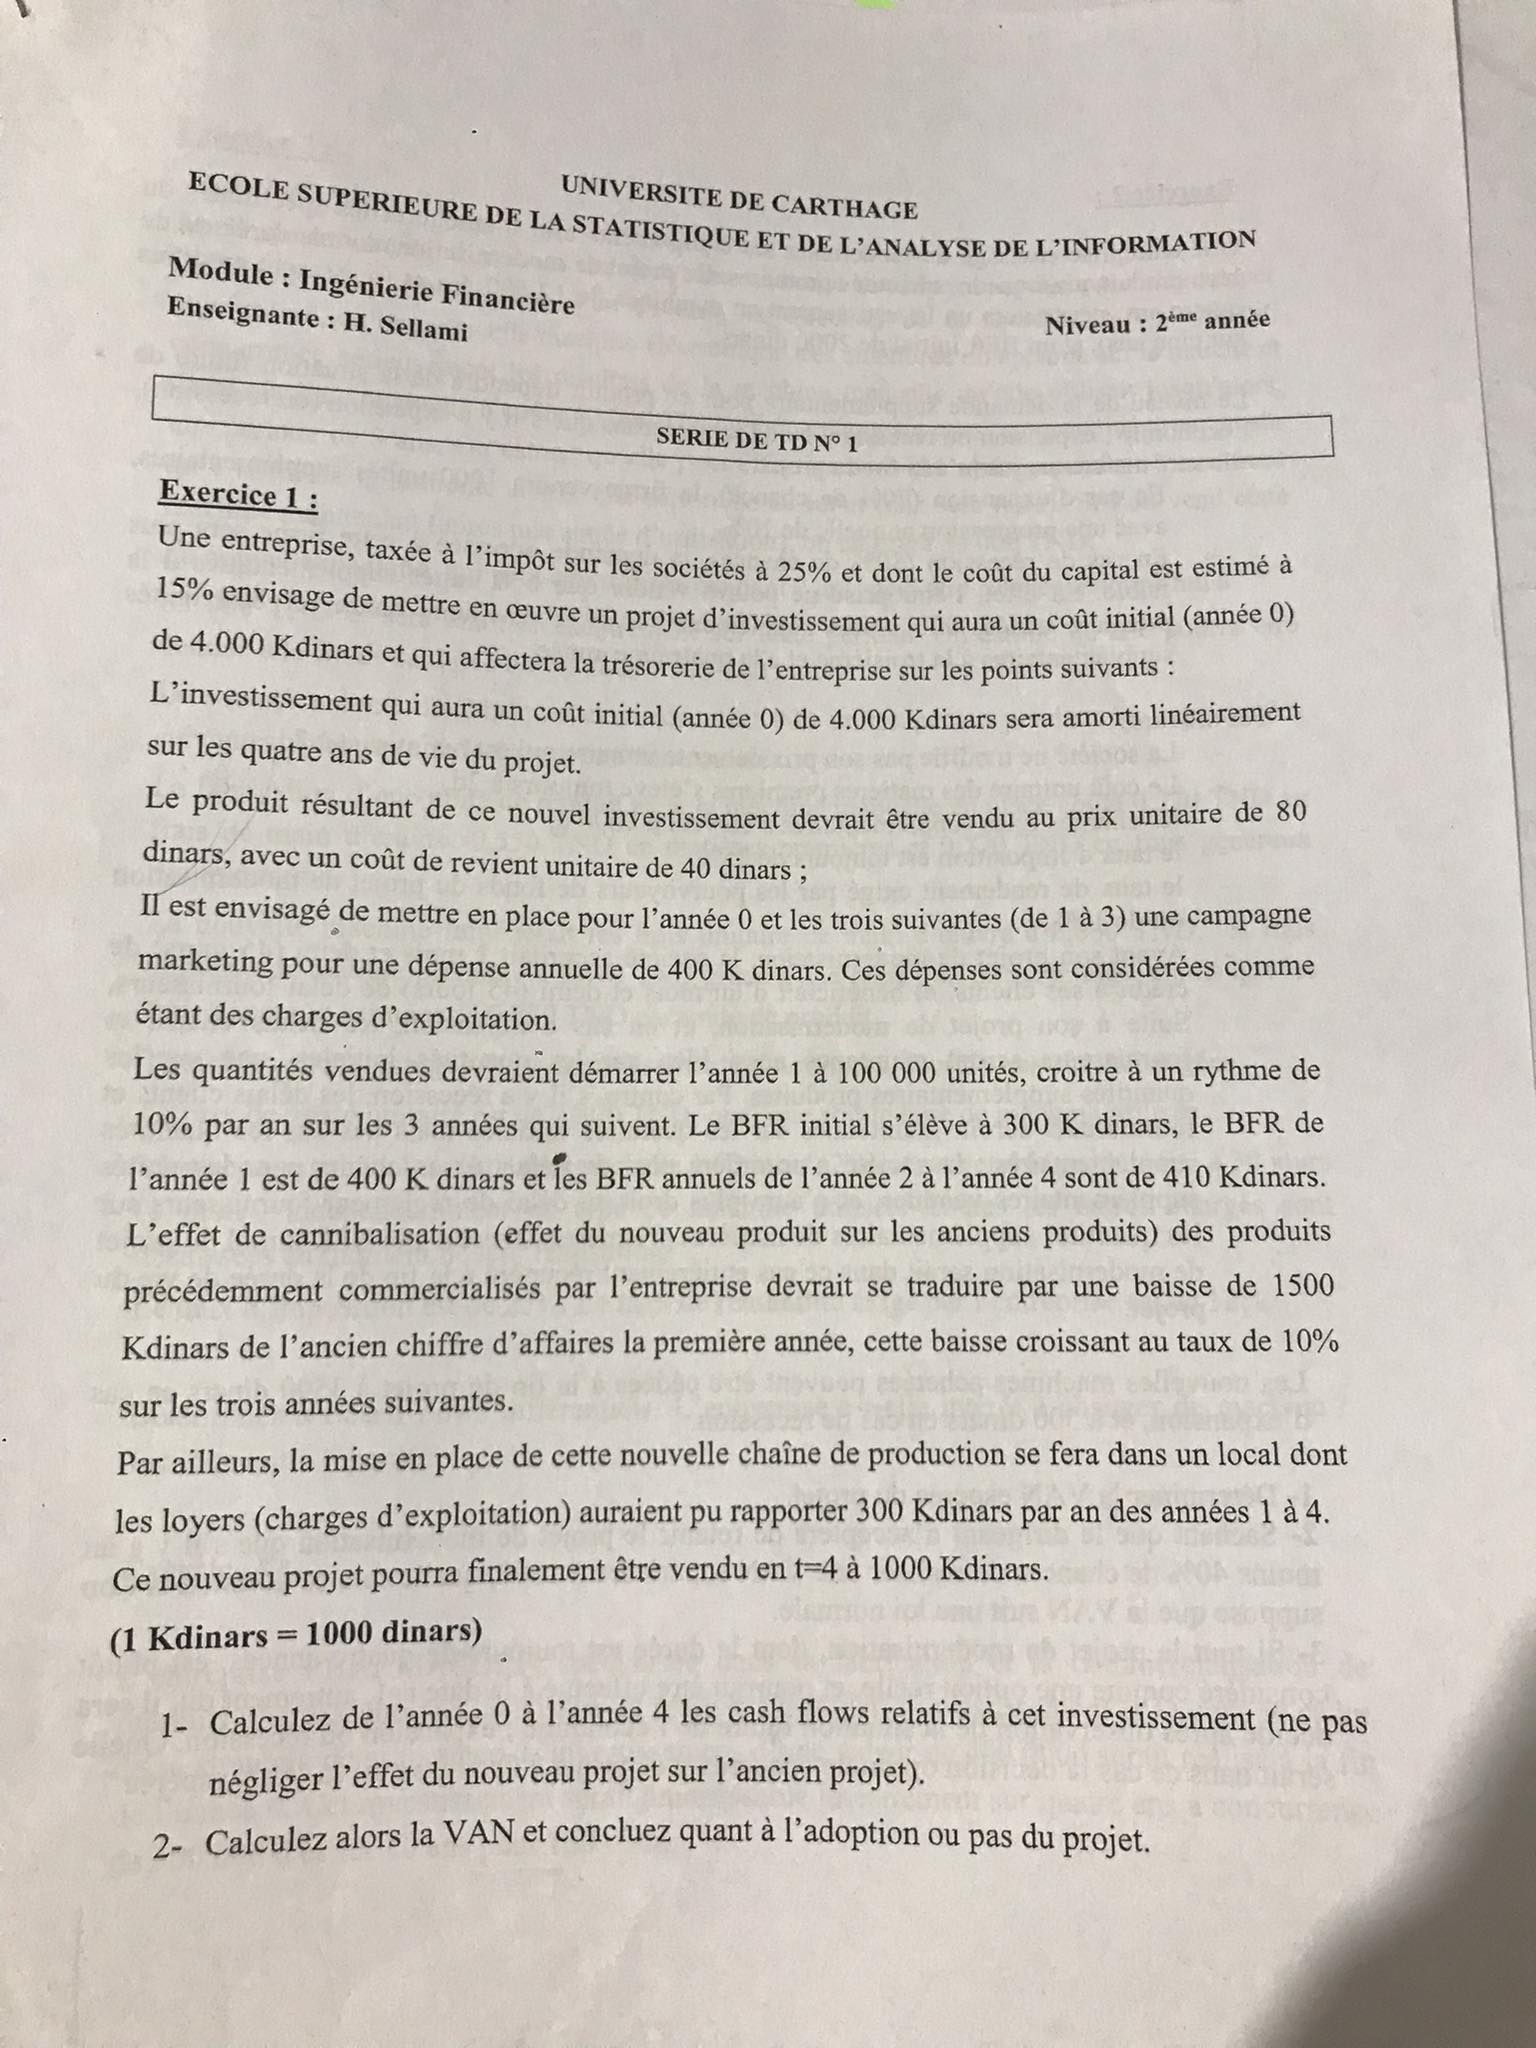 UNIVERSITE DE CARTHAGE
ECOLE SUPERIEURE DE LA STATISTIQUE ET DE L'ANALYSE DE L'INFORMATION
Module : Ingénierie Financière
Enseignante : H. Sellami
Niveau : 2ème année
SERIE DE TD N° 1
Exercice 1 :
Une entreprise, taxée à l'impôt sur les sociétés à 25% et dont le coût du capital est estimé à
15% envisage de mettre en œuvre un projet d'investissement qui aura un coût initial (année 0)
de 4.000 Kdinars et qui affectera la trésorerie de l'entreprise sur les points suivants :
L'investissement qui aura un coût initial (année 0) de 4.000 Kdinars sera amorti linéairement
sur les quatre ans de vie du projet.
Le produit résultant de ce nouvel investissement devrait être vendu au prix unitaire de 80
dinars, avec un coût de revient unitaire de 40 dinars ;
Il est envisagé de mettre en place pour l'année 0 et les trois suivantes (de 1 à 3) une campagne
marketing pour une dépense annuelle de 400 K dinars. Ces dépenses sont considérées comme
étant des charges d'exploitation.
Les quantités vendues devraient démarrer l'année 1 à 100 000 unités, croitre à un rythme de
10% par an sur les 3 années qui suivent. Le BFR initial s'élève à 300 K dinars, le BFR de
l'année 1 est de 400 K dinars et les BFR annuels de l'année 2 à l'année 4 sont de 410 Kdinars.
L'effet de cannibalisation (effet du nouveau produit sur les anciens produits) des produits
précédemment commercialisés par l'entreprise devrait se traduire par une baisse de 1500
Kdinars de l'ancien chiffre d'affaires la première année, cette baisse croissant au taux de 10%
sur les trois années suivantes.
Par ailleurs, la mise en place de cette nouvelle chaîne de production se fera dans un local dont
les loyers (charges d'exploitation) auraient pu rapporter 300 Kdinars par an des années 1 à 4.
Ce nouveau projet pourra finalement être vendu en t=4 à 1000 Kdinars.
(1 Kdinars = 1000 dinars)
1- Calculez de l'année 0 à l'année 4 les cash flows relatifs à cet investissement (ne pas
négliger l'effet du nouveau projet sur l'ancien projet).
2- Calculez alors la VAN et concluez quant à l'adoption ou pas du projet.